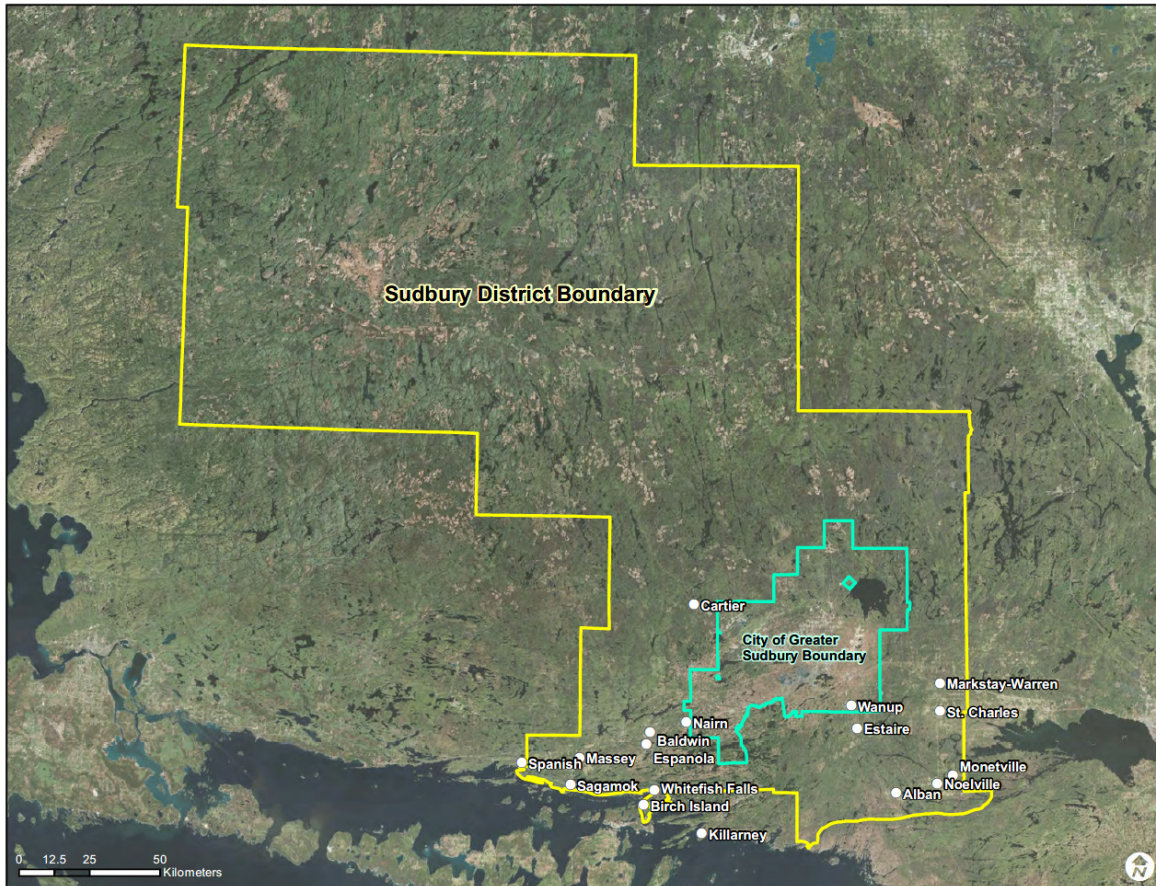 Sudbury District Boundary
Cartier
City of Greater
Sudbury Boundary
Markstay-Warren
Wanup
St. Charles
Nairn
Estaire
Baldwin
Massey
Espanola
Spanish
Monetville
Sagamok
Whitefish Falls
Noelville
Alban
Birch Island
Killarney
0 12.5 25 50
Kilometers
N